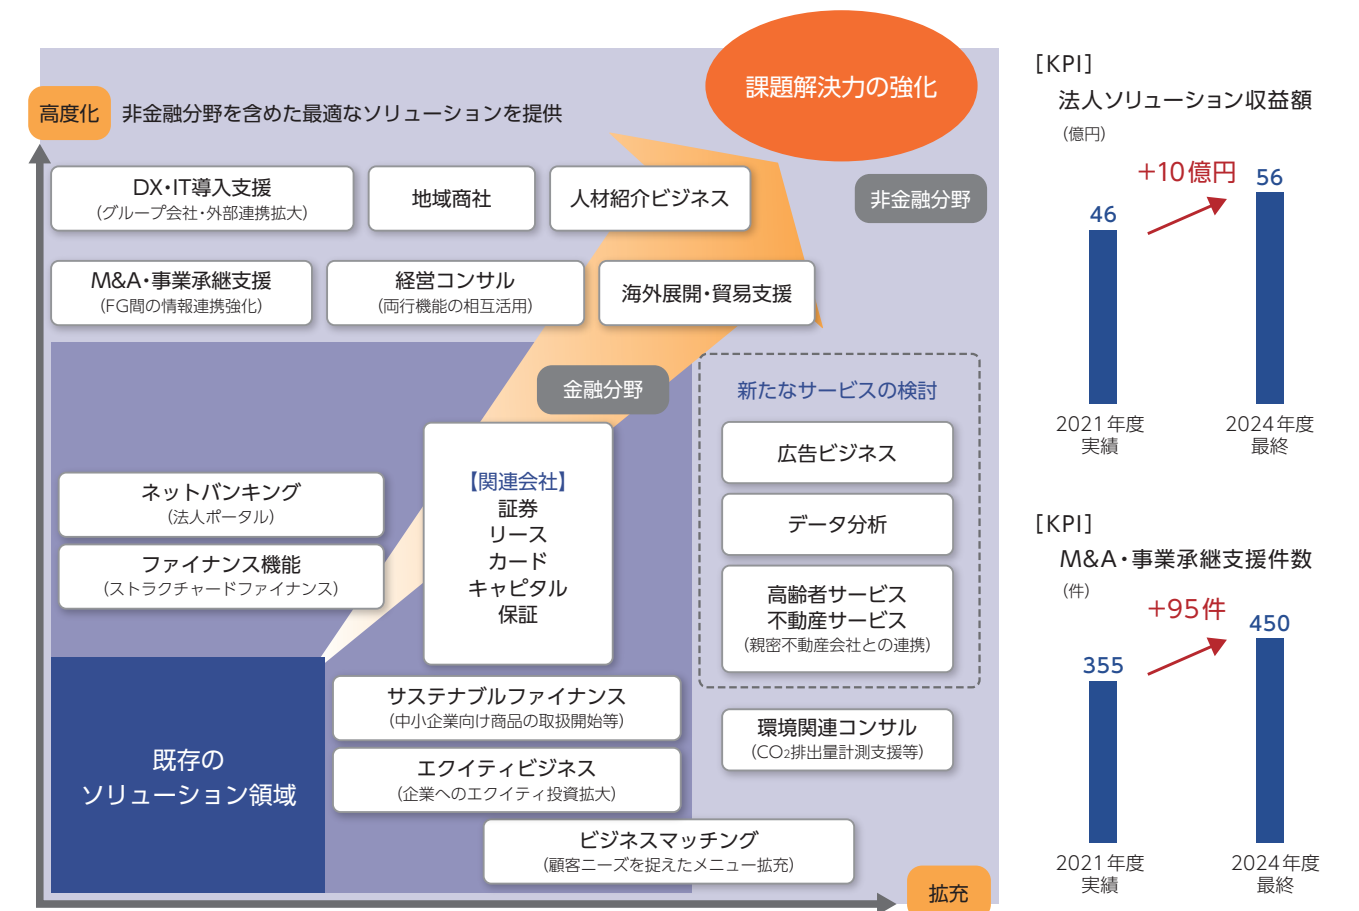 課題解決力の強化
高度化
非金融分野を含めた最適なソリューションを提供
DX・IT導入支援
(グループ会社・外部連携拡大)
地域商社
人材紹介ビジネス
非金融分野
M&A・事業承継支援
(FG間の情報連携強化)
経営コンサル
(両行機能の相互活用)
海外展開・貿易支援
金融分野
新たなサービスの検討
広告ビジネス
データ分析
高齢者サービス
不動産サービス
(親密不動産会社との連携)
ネットバンキング
(法人ポータル)
ファイナンス機能
(ストラクチャードファイナンス)
【関連会社】
証券
リース
カード
キャピタル
保証
既存の
ソリューション領域
サステナブルファイナンス
(中小企業向け商品の取扱開始等)
エクイティビジネス
(企業へのエクイティ投資拡大)
ビジネスマッチング
(顧客ニーズを捉えたメニュー拡充)
環境関連コンサル
(CO₂排出量計測支援等)
拡充
[KPI]
法人ソリューション収益額
(億円)
+10億円
46
56
2021年度
実績
2024年度
最終
[KPI]
M&A・事業承継支援件数
(件)
+95件
355
450
2021年度
実績
2024年度
最終